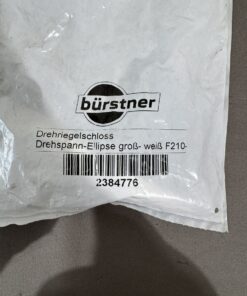 bürstner
Drehriegelschloss
Drehspann-Ellipse groß- weiß F210-
2384776